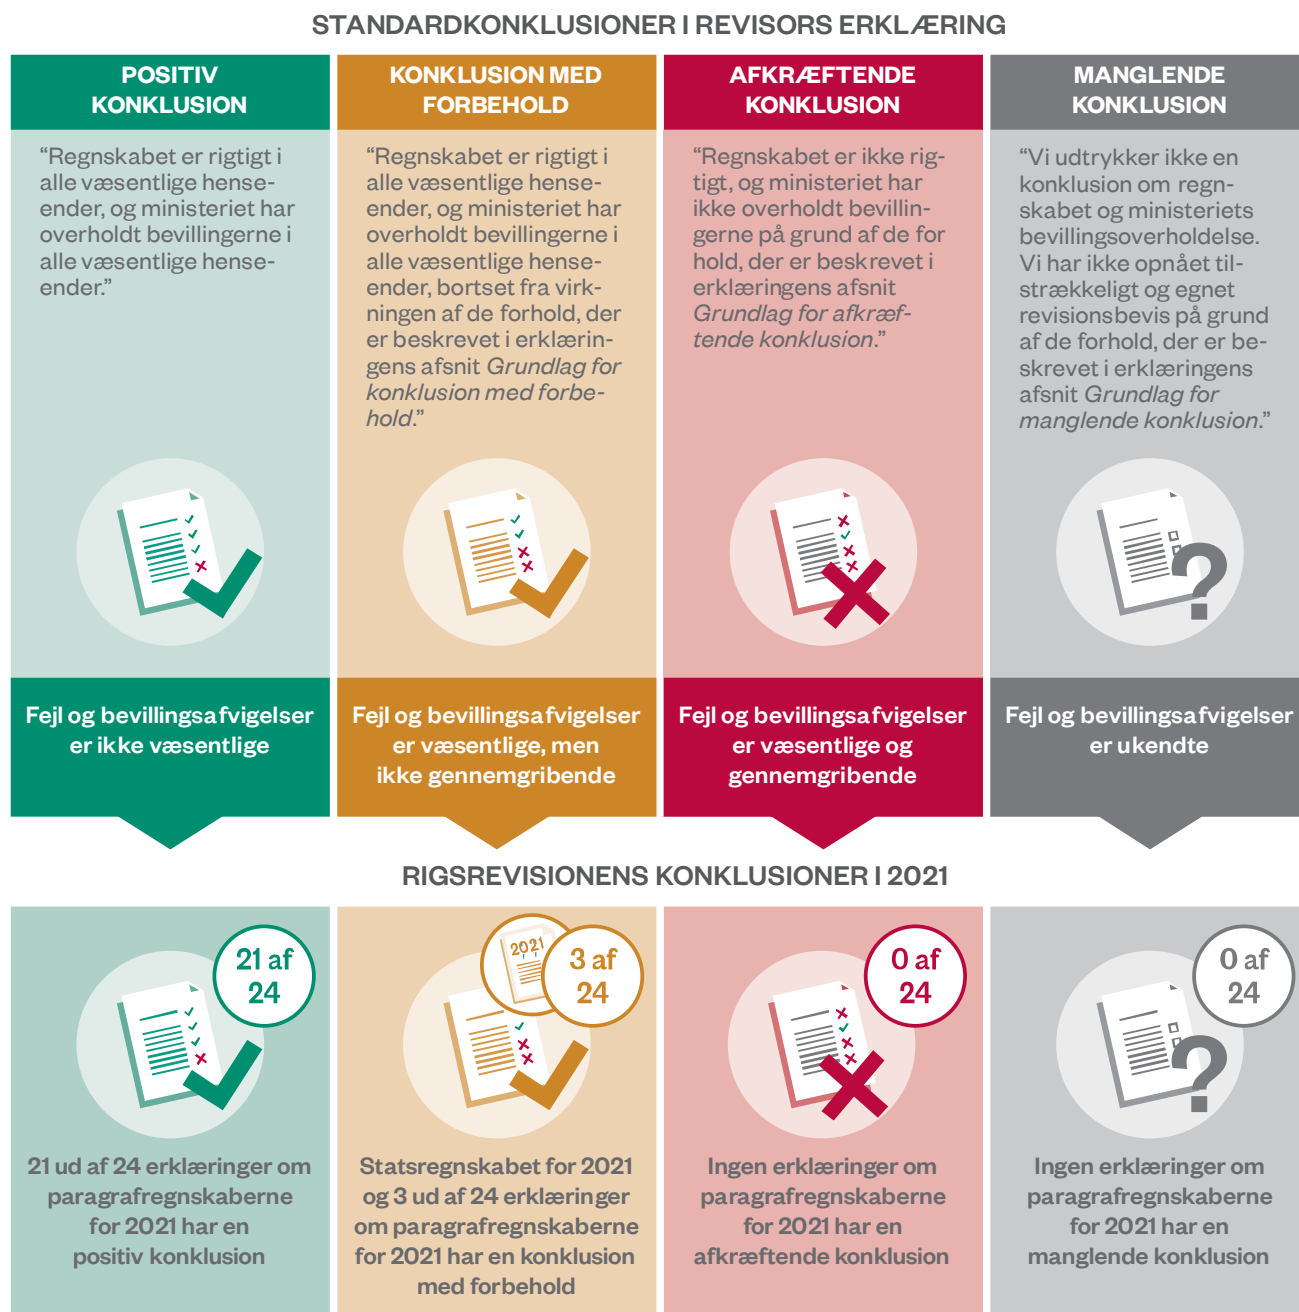 STANDARDKONKLUSIONER I REVISORS ERKLÆRING
POSITIV
KONKLUSION
“Regnskabet er rigtigt i
alle væsentlige hense-
ender, og ministeriet har
overholdt bevillingerne i
alle væsentlige hense-
ender.”
Fejl og bevillingsafvigelser
er ikke væsentlige
KONKLUSION MED
FORBEHOLD
“Regnskabet er rigtigt i
alle væsentlige hense-
ender, og ministeriet har
overholdt bevillingerne i
alle væsentlige hense-
ender, bortset fra virk-
ningen af de forhold, der
er beskrevet i erklærin-
gens afsnit Grundlag for
konklusion med forbe-
hold.”
Fejl og bevillingsafvigelser
er væsentlige, men
ikke gennemgribende
AFKRÆFTENDE
KONKLUSION
“Regnskabet er ikke rig-
tigt, og ministeriet har
ikke overholdt bevillin-
gerne på grund af de for
hold, der er beskrevet i
erklæringens afsnit
Grundlag for afkræf-
tende konklusion.”
Fejl og bevillingsafvigelser
er væsentlige og
gennemgribende
MANGLENDE
KONKLUSION
“Vi udtrykker ikke en
konklusion om regn-
skabet og ministeriets
bevillingsoverholdelse.
Vi har ikke opnået til-
strækkeligt og egnet
revisionsbevis på grund
af de forhold, der er be-
skrevet i erklæringens
afsnit Grundlag for
manglende konklusion.”
Fejl og bevillingsafvigelser
er ukendte
RIGSREVISIONENS KONKLUSIONER I 2021
21 af
24
21 ud af 24 erklæringer om
paragrafregnskaberne
for 2021 har en
positiv konklusion
2021
3 af
24
Statsregnskabet for 2021
og 3 ud af 24 erklæringer
om paragrafregnskaberne
for 2021 har en konklusion
med forbehold
0 af
24
Ingen erklæringer om
paragrafregnskaberne
for 2021 har en
afkræftende konklusion
0 af
24
Ingen erklæringer om
paragrafregnskaberne
for 2021 har en
manglende konklusion